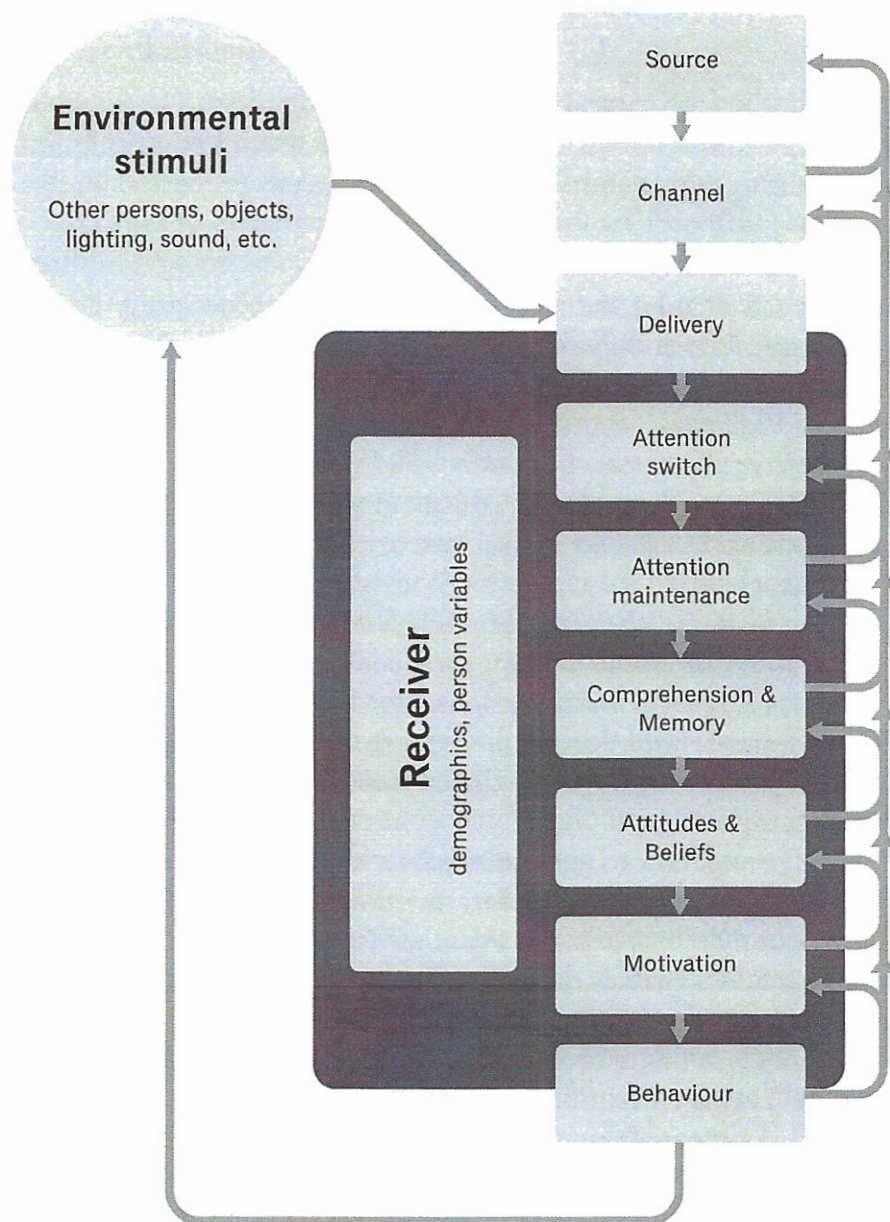 Environmental
stimuli
Other persons, objects,
lighting, sound, etc.
Source
Channel
Delivery
Receiver
demographics, person variables
Attention
switch
Attention
maintenance
Comprehension &
Memory
Attitudes &
Beliefs
Motivation
Behaviour